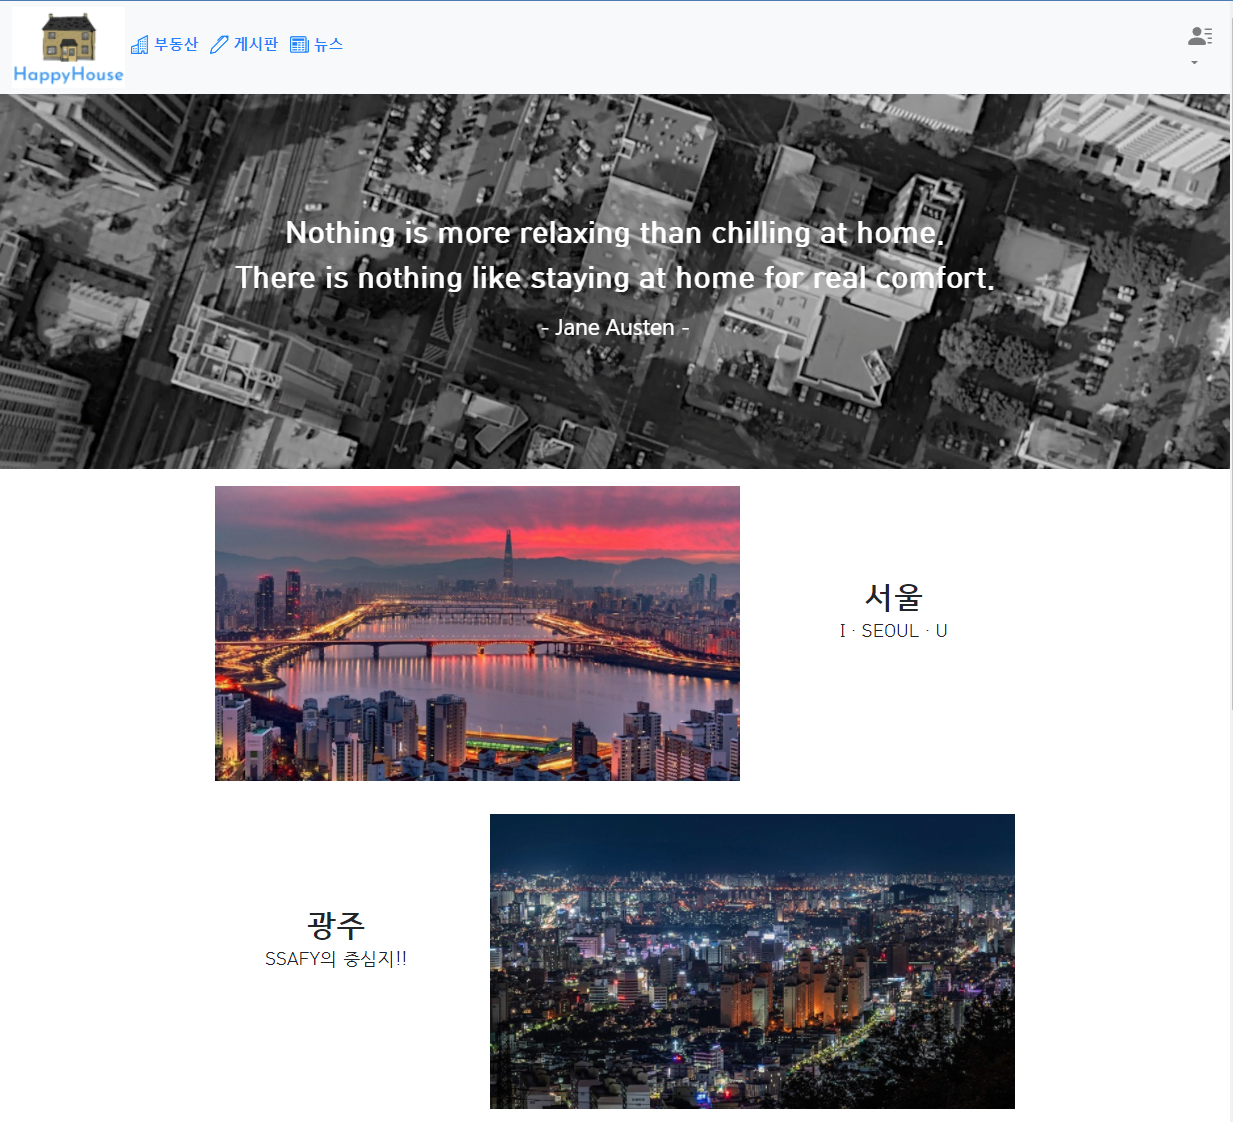 HappyHouse
부동산 게시판 뉴스
Nothing is more relaxing than chilling at home.
There is nothing like staying at home for real comfort.
- Jane Austen -
서울
I · SEOUL · U
광주
SSAFY의 중심지!!